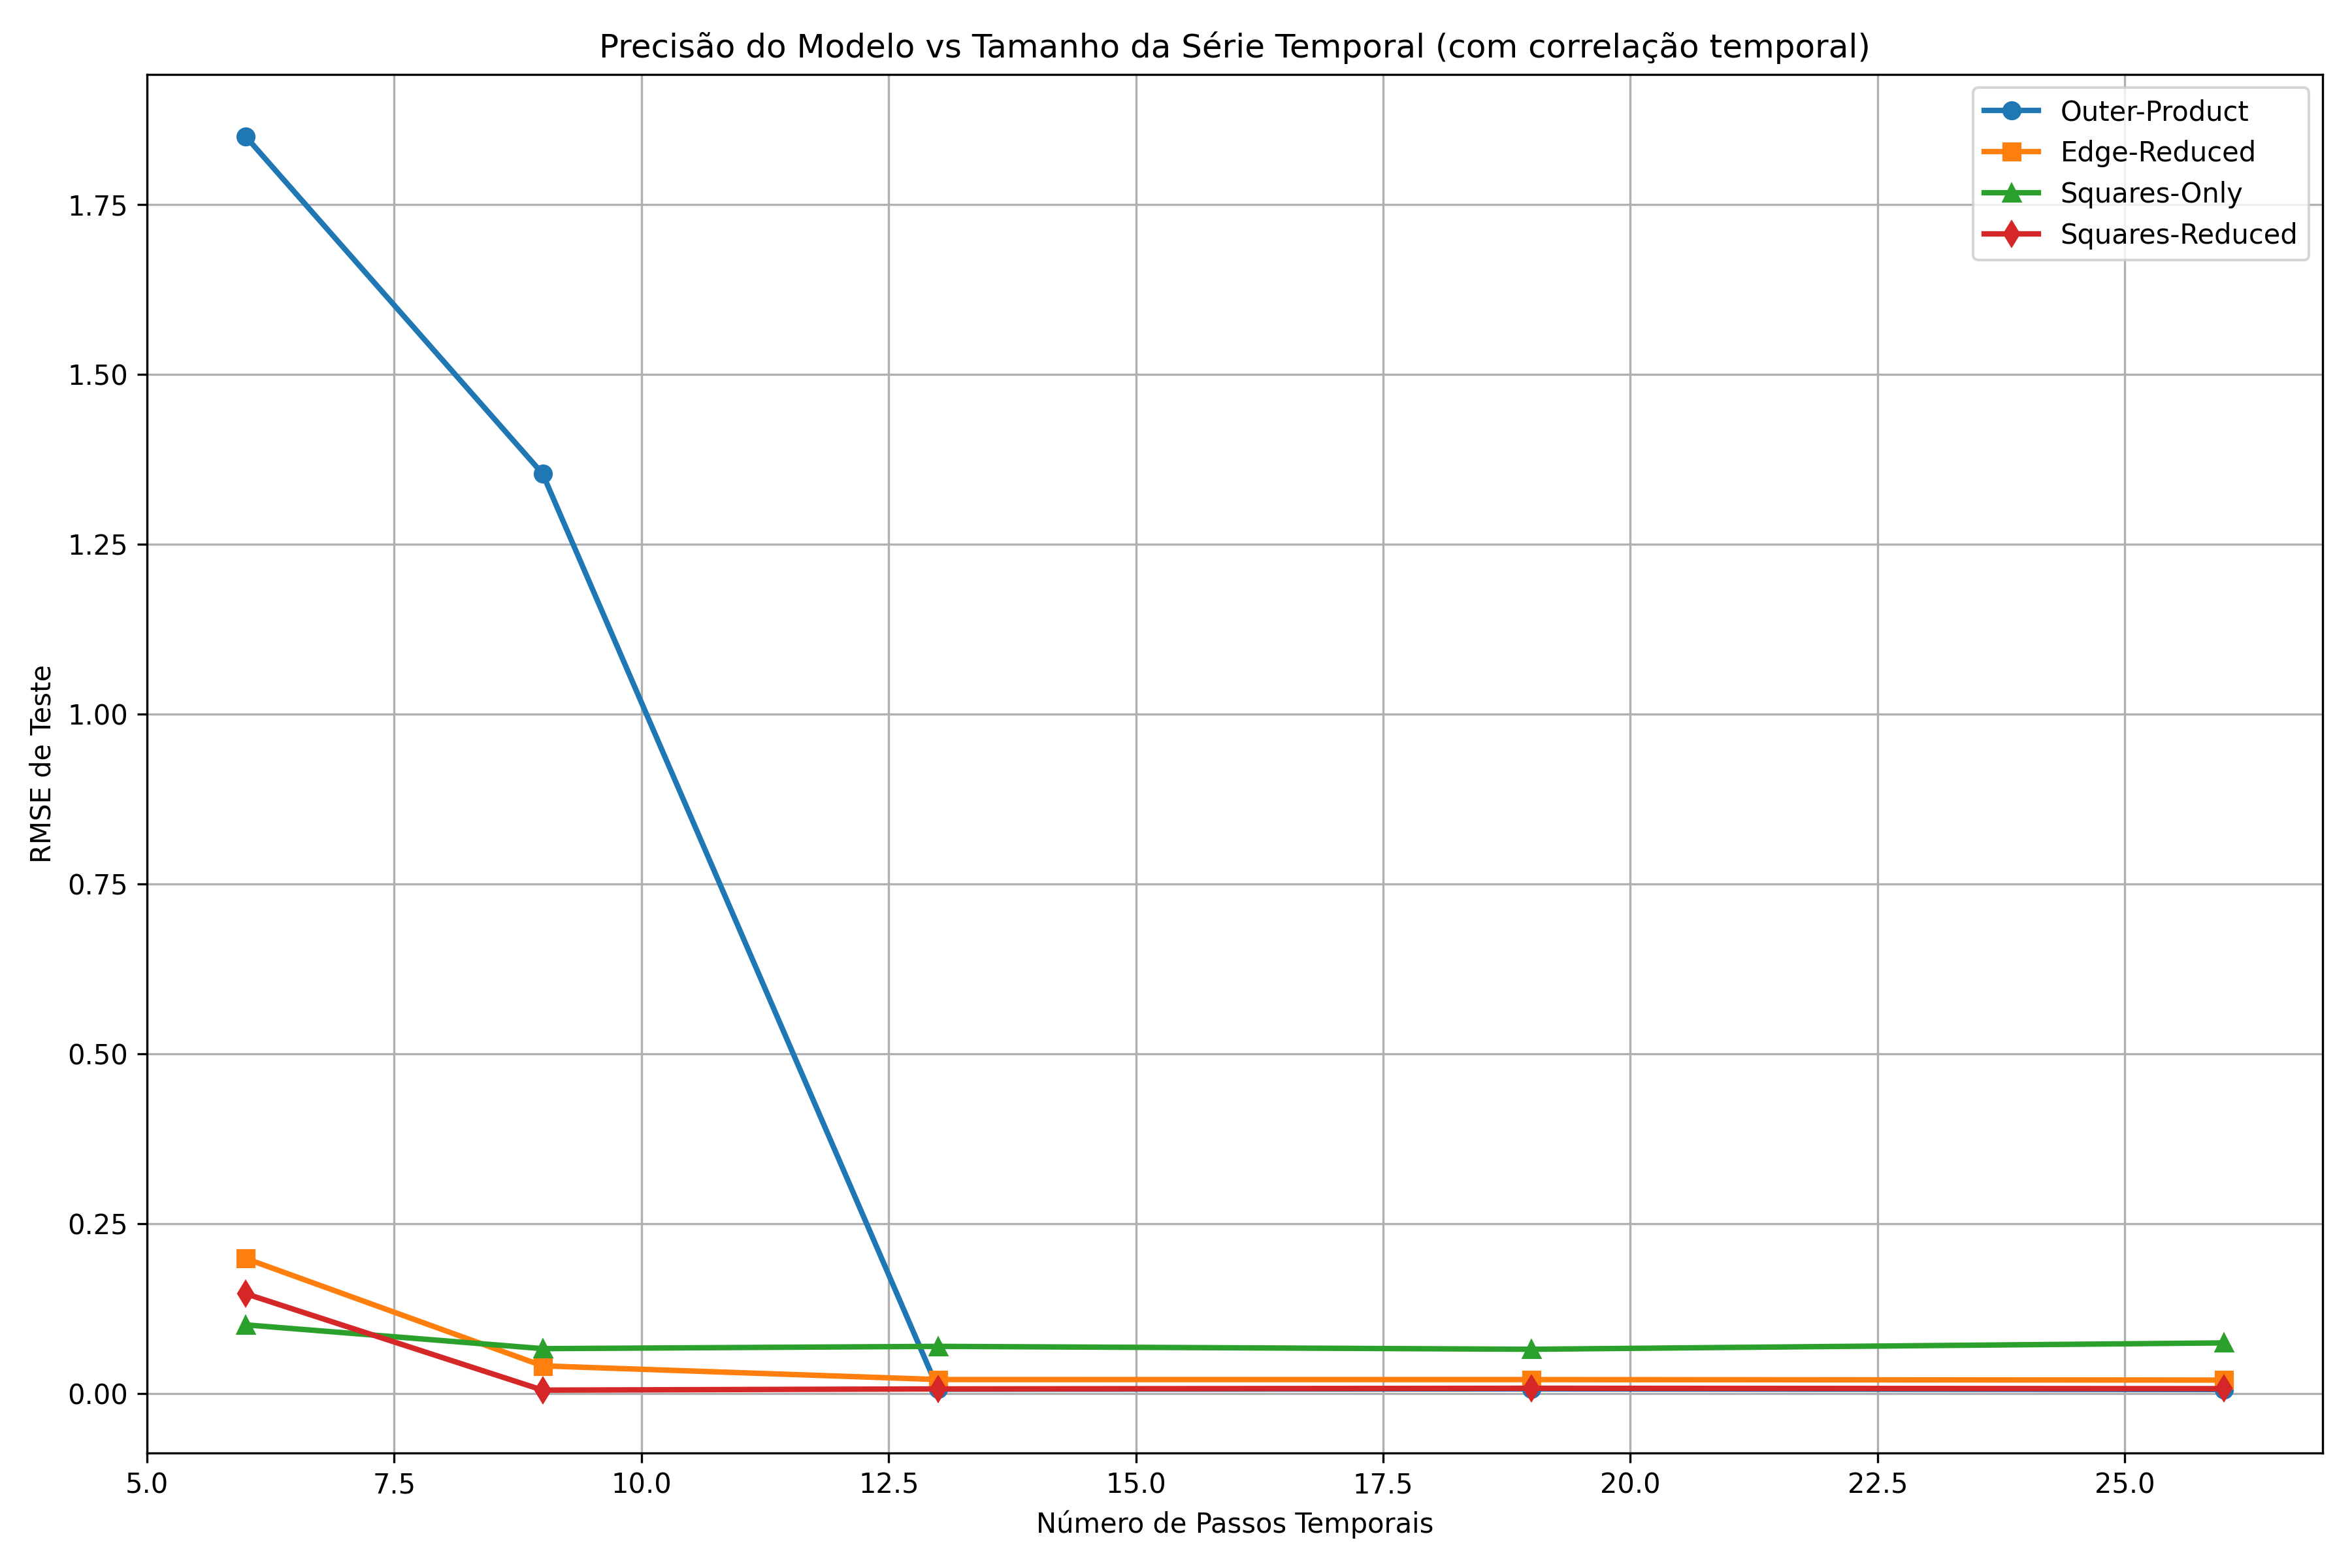 Precisão do Modelo vs Tamanho da Série Temporal (com correlação temporal)
Outer-Product
Edge-Reduced
Squares-Only
Squares-Reduced
RMSE de Teste
1.75
1.50
1.25
1.00
0.75
0.50
0.25
0.00
5.0 7.5 10.0 12.5 15.0 17.5 20.0 22.5 25.0
Número de Passos Temporais